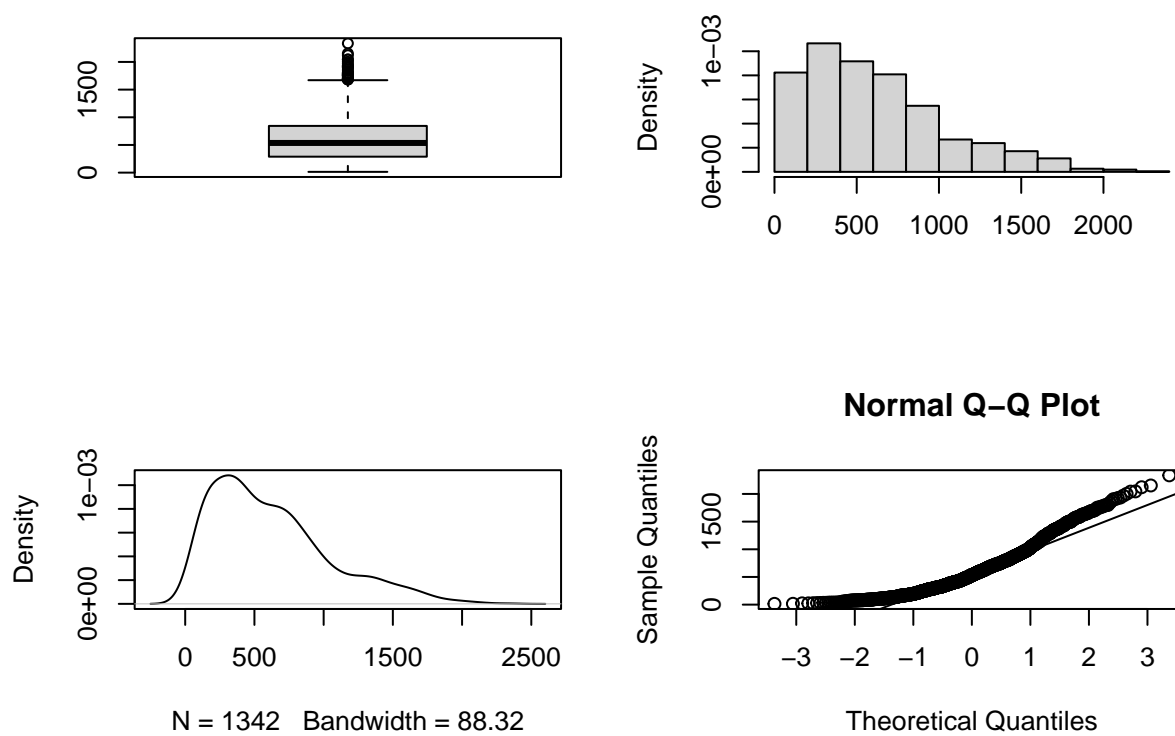 1500
0
Density
1e−03
0e+00
0 500 1000 1500 2000
Density
1e−03
0e+00
0 500 1500 2500
N = 1342 Bandwidth = 88.32
Normal Q−Q Plot
Sample Quantiles
1500
0
−3 −2 −1 0 1 2 3
Theoretical Quantiles